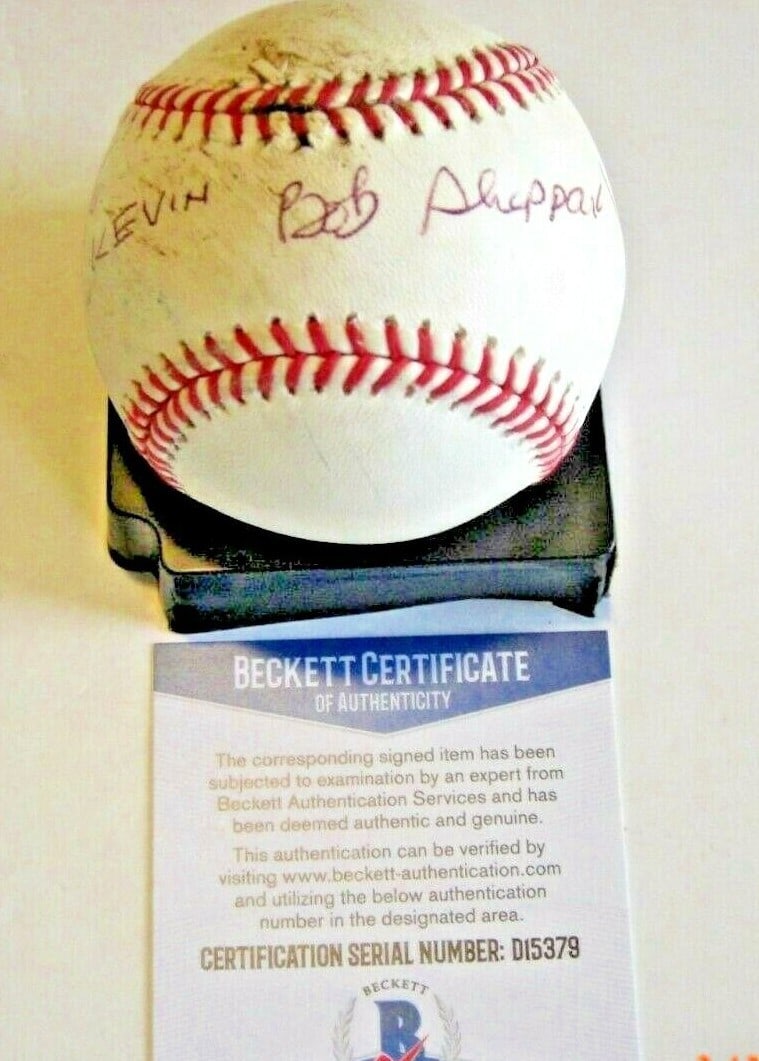 KEVIN Bob Sheppard
BECKETT CERTIFICATE
OF AUTHENTICITY
The corresponding signed item has been
subjected to examination by an expert from
Beckett Authentication Services and has
been deemed authentic and genuine.
This authentication can be verified by
visiting www.beckett-authentication.com
and utilizing the below authentication
number in the designated area.
CERTIFICATION SERIAL NUMBER: D15379
BECKETT
B